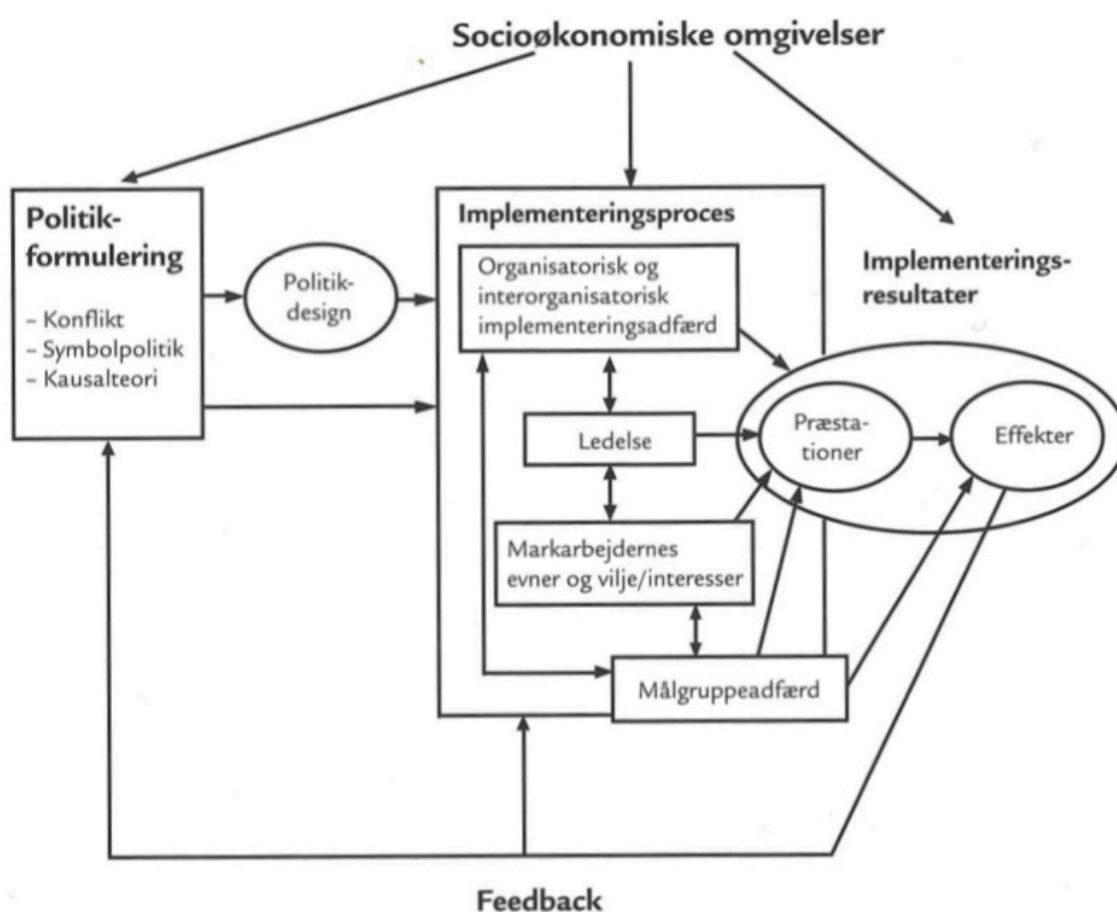 Socioøkonomiske omgivelser
Politik-
formulering
– Konflikt
– Symbolpolitik
– Kausalteori
Politik-
design
Implementeringsproces
Organisatorisk og
interorganisatorisk
implementeringsadfærd
Ledelse
Markarbejdernes
evner og vilje/interesser
Målgruppeadfærd
Implementerings-
resultater
Præsta-
tioner
Effekter
Feedback